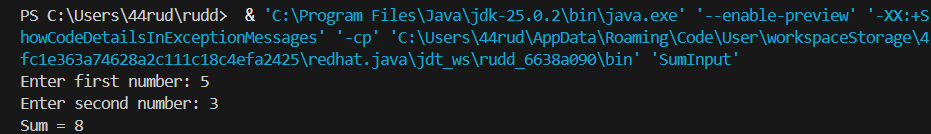 PS C:\Users\44rud\rudd>  & 'C:\Program Files\Java\jdk-25.0.2\bin\java.exe' '--enable-preview' '-XX:+S
howCodeDetailsInExceptionMessages' '-cp' 'C:\Users\44rud\AppData\Roaming\Code\User\workspaceStorage\4
fc1e363a74628a2c111c18c4efa2425\redhat.java\jdt_ws\rudd_6638a090\bin' 'SumInput'
Enter first number: 5
Enter second number: 3
Sum = 8